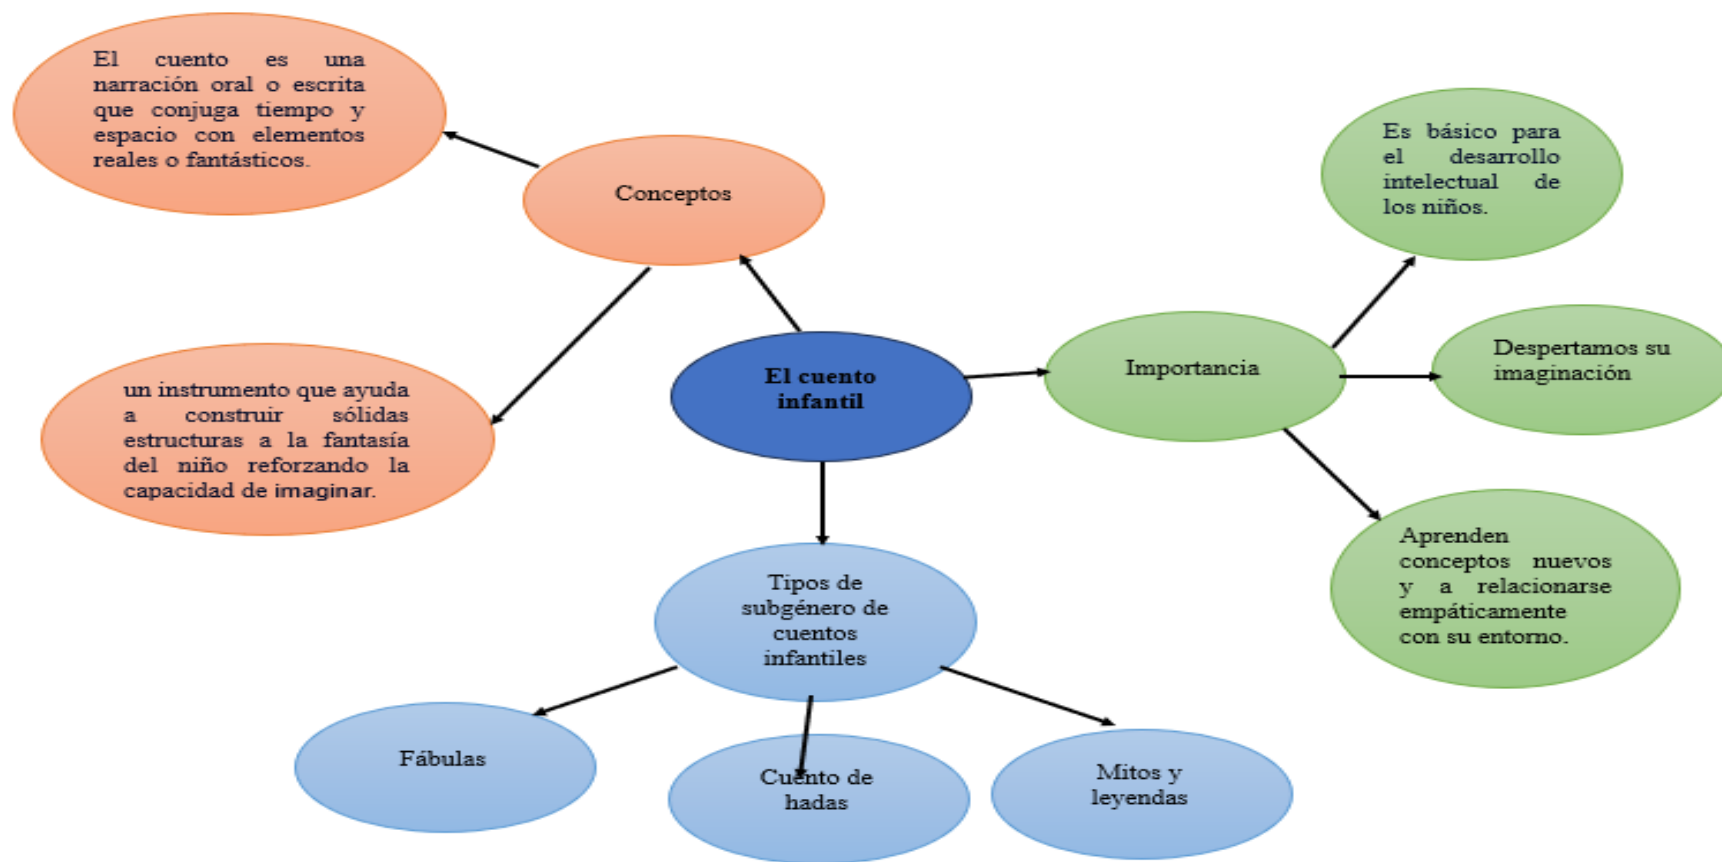 El cuento es una
narración oral o escrita
que conjuga tiempo y
espacio con elementos
reales o fantásticos.
Conceptos
un instrumento que ayuda
a construir sólidas
estructuras a la fantasía
del niño reforzando la
capacidad de imaginar.
El cuento
infantil
Importancia
Es básico para
el desarrollo
intelectual de
los niños.
Despertamos su
imaginación
Aprenden
conceptos nuevos
y a relacionarse
empáticamente
con su entorno.
Tipos de
subgénero de
cuentos
infantiles
Fábulas
Cuento de
hadas
Mitos y
leyendas